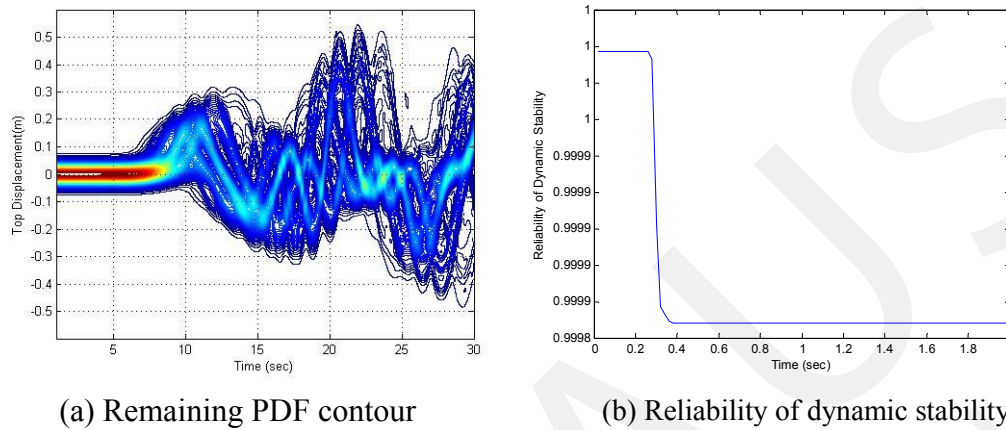 0.5
0.4
0.3
0.2
0.1
0
-0.1
-0.2
-0.3
-0.4
-0.5
Top Displacement(m)
5 10 15 20 25 30
Time (sec)
(a) Remaining PDF contour
1
1
1
1
0.9999
0.9999
0.9999
0.9999
0.9999
0.9998
Reliability of Dynamic Stability
0 0.2 0.4 0.6 0.8 1 1.2 1.4 1.6 1.8
Time (sec)
(b) Reliability of dynamic stability